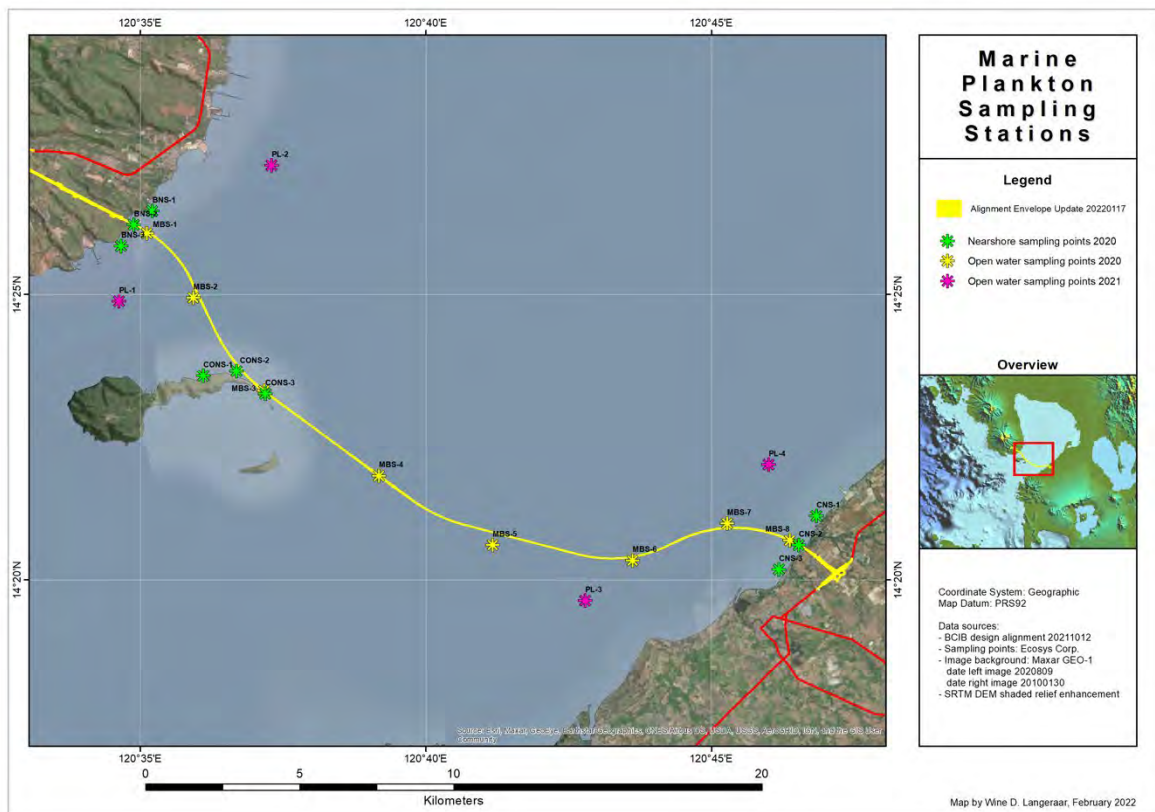 120°35'E
120°40'E
120°45'E
14°25'N
14°20'N
14°25'N
14°20'N
PL-2
BNS-1
BNS-2
MBS-1
BNS-3
PL-1
MBS-2
CONS-1
CONS-2
MBS-3
CONS-3
MBS-4
MBS-5
MBS-6
MBS-7
MBS-8
PL-4
CNS-1
CNS-2
CNS-3
PL-3
Community
120°35'E
120°40'E
120°45'E
0
5
10
20
Kilometers
Marine
Plankton
Sampling
Stations
Legend
Alignment Envelope Update 20220117
Nearshore sampling points 2020
Open water sampling points 2020
Open water sampling points 2021
Overview
Coordinate System: Geographic
Map Datum: PRS92
Data sources:
- BCIB design alignment 20211012
- Sampling points: Ecosys Corp.
- Image background: Maxar GEO-1
date left image 2020809
date right image 20100130
- SRTM DEM shaded relief enhancement
Map by Wine D. Langeraar, February 2022